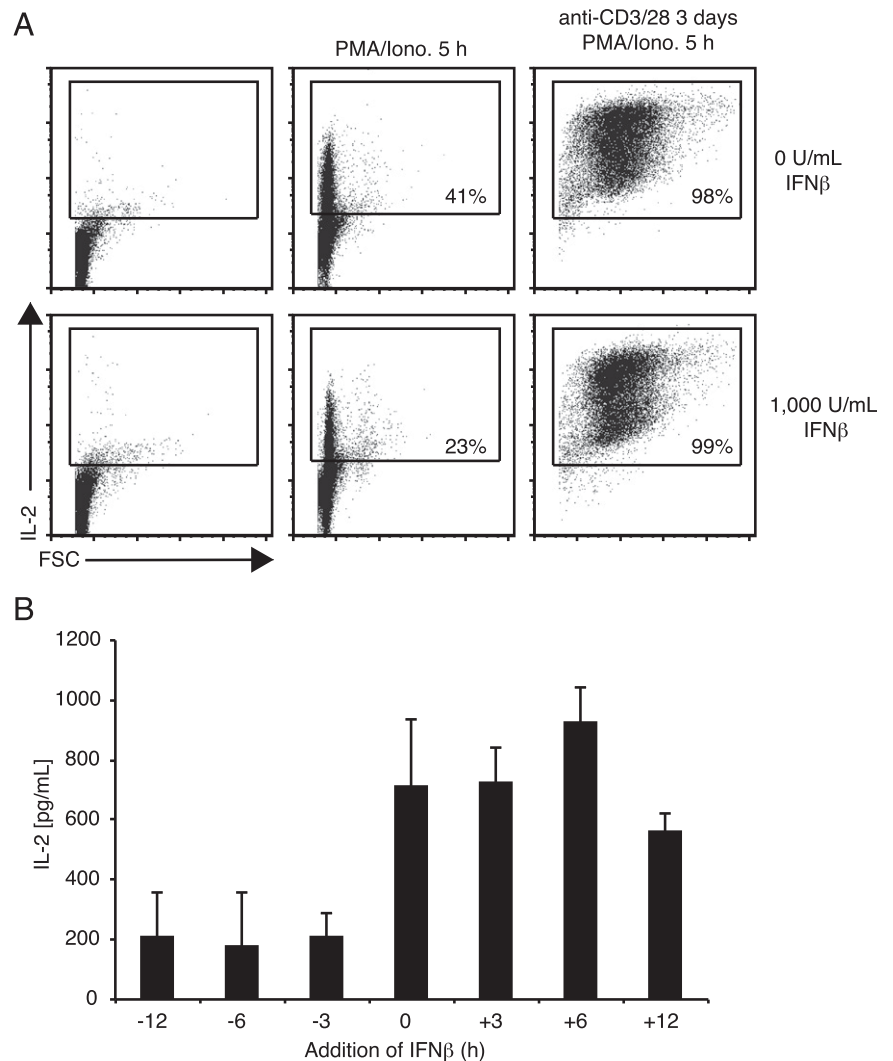 A
PMA/Iono. 5 h
anti-CD3/28 3 days
PMA/Iono. 5 h
41%
98%
0 U/mL
IFNβ
23%
99%
1,000 U/mL
IFNβ
IL-2
FSC
B
IL-2 [pg/mL]
1200
1000
800
600
400
200
0
-12
-6
-3
0
+3
+6
+12
Addition of IFNβ (h)